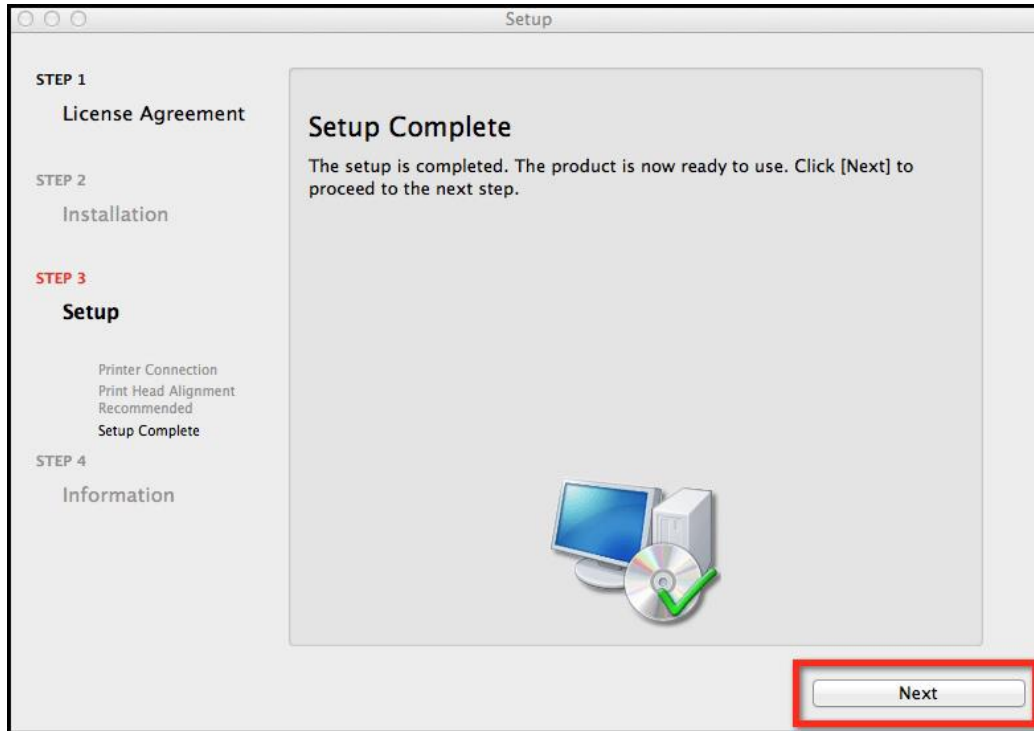 Setup
STEP 1
License Agreement
STEP 2
Installation
STEP 3
Setup
Printer Connection
Print Head Alignment
Recommended
Setup Complete
STEP 4
Information
Setup Complete
The setup is completed. The product is now ready to use. Click [Next] to
proceed to the next step.
Next